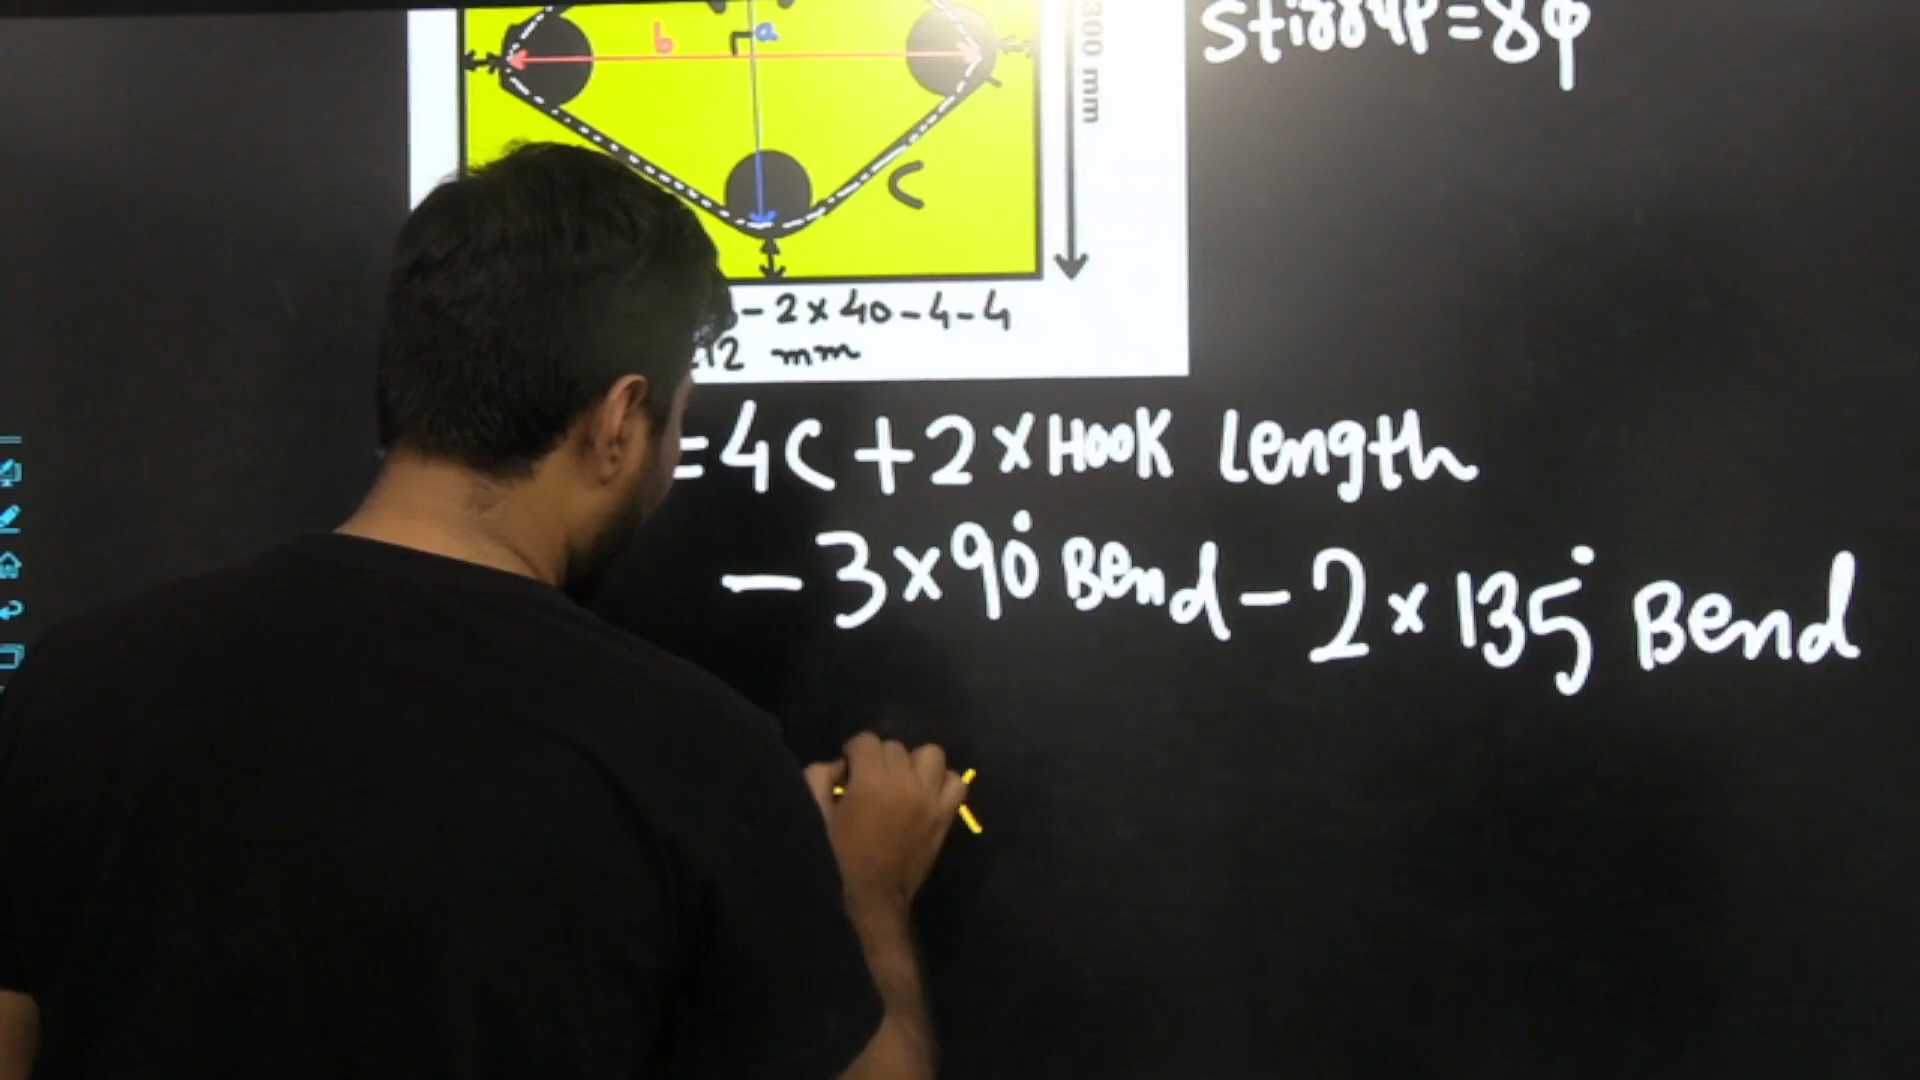 b
a
300 mm
Stirrup = 8φ
C
- 2 x 40 - 4 - 4
12 mm
= 4C + 2 x Hook Length
- 3 x 90° Bend - 2 x 135° Bend